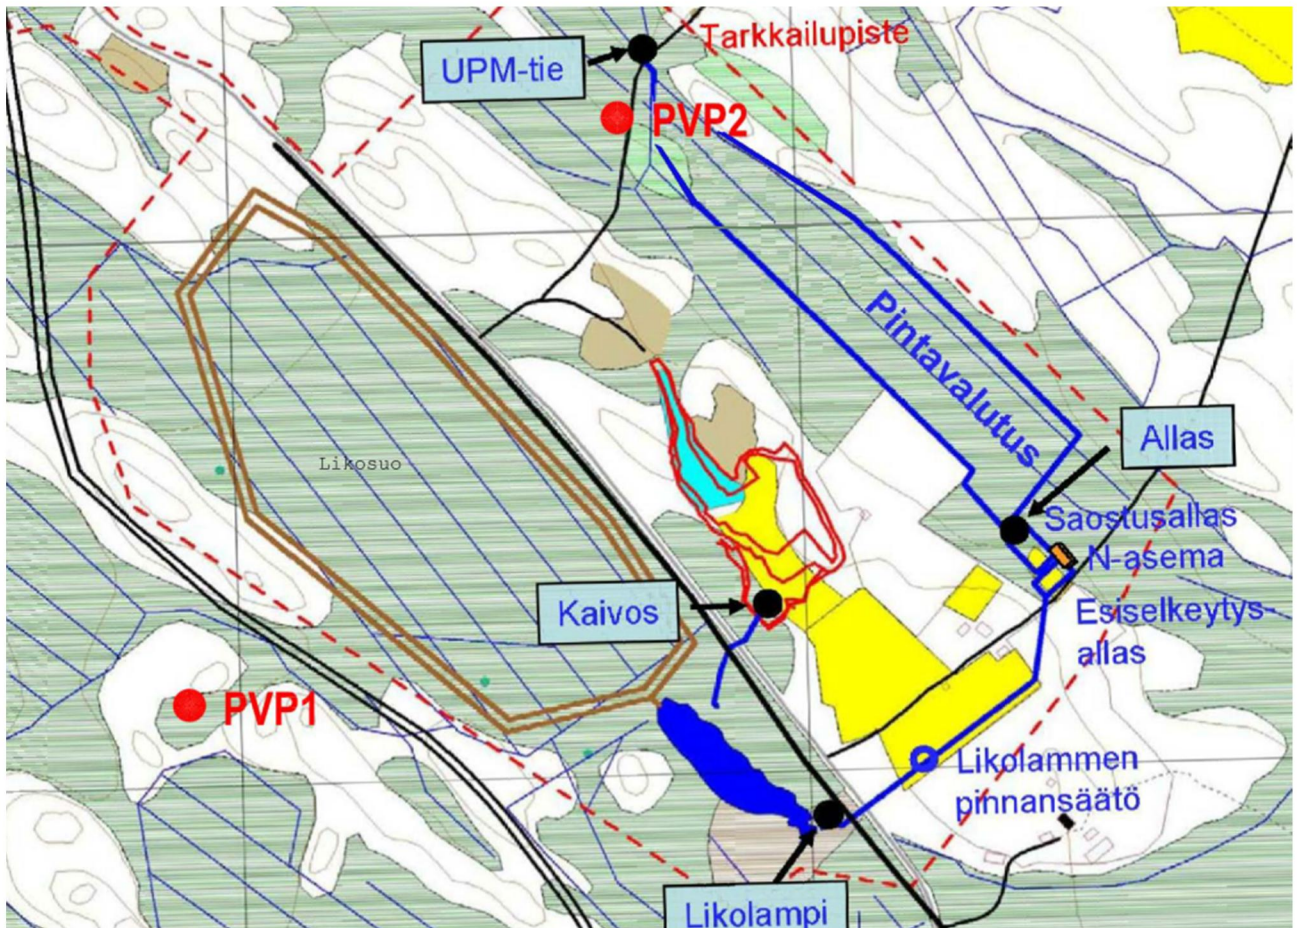 Tarkkailupiste
UPM-tie
PVP2
Pintavalutus
Allas
Likosuo
Saostusallas
N-asema
Kaivos
Esiselkeytys-
allas
PVP1
Likolammen
pinnansäätö
Likolampi